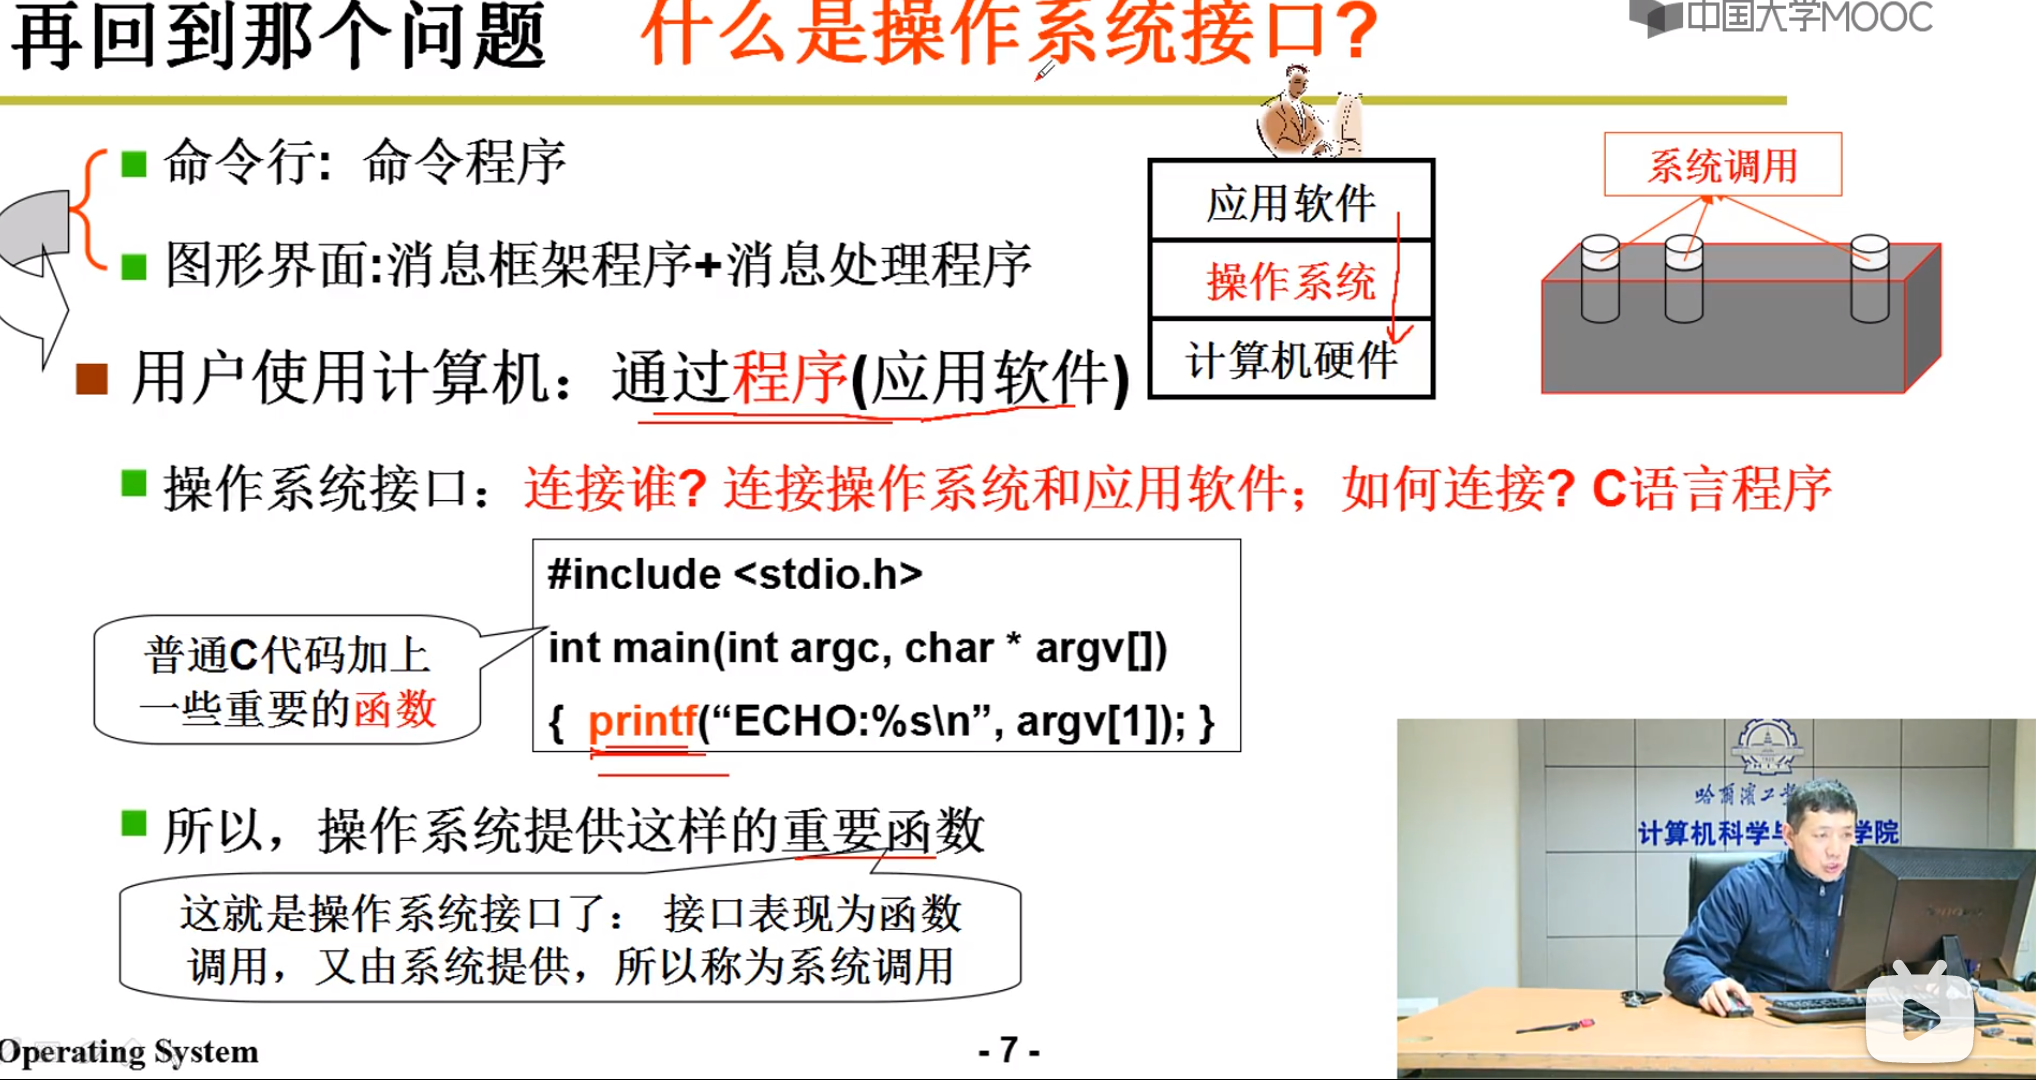 再回到那个问题 什么是操作系统接口?
中国大学MOOC
命令行: 命令程序
图形界面:消息框架程序+消息处理程序
应用软件
操作系统
计算机硬件
系统调用
用户使用计算机：通过程序(应用软件)
操作系统接口：连接谁? 连接操作系统和应用软件；如何连接? C语言程序
#include <stdio.h>
int main(int argc, char * argv[])
{ printf(“ECHO:%s\n”, argv[1]); }
普通C代码加上
一些重要的函数
所以，操作系统提供这样的重要函数
这就是操作系统接口了： 接口表现为函数
调用，又由系统提供，所以称为系统调用
哈爾濱工
计算机科学与 学院
Operating System
- 7 -